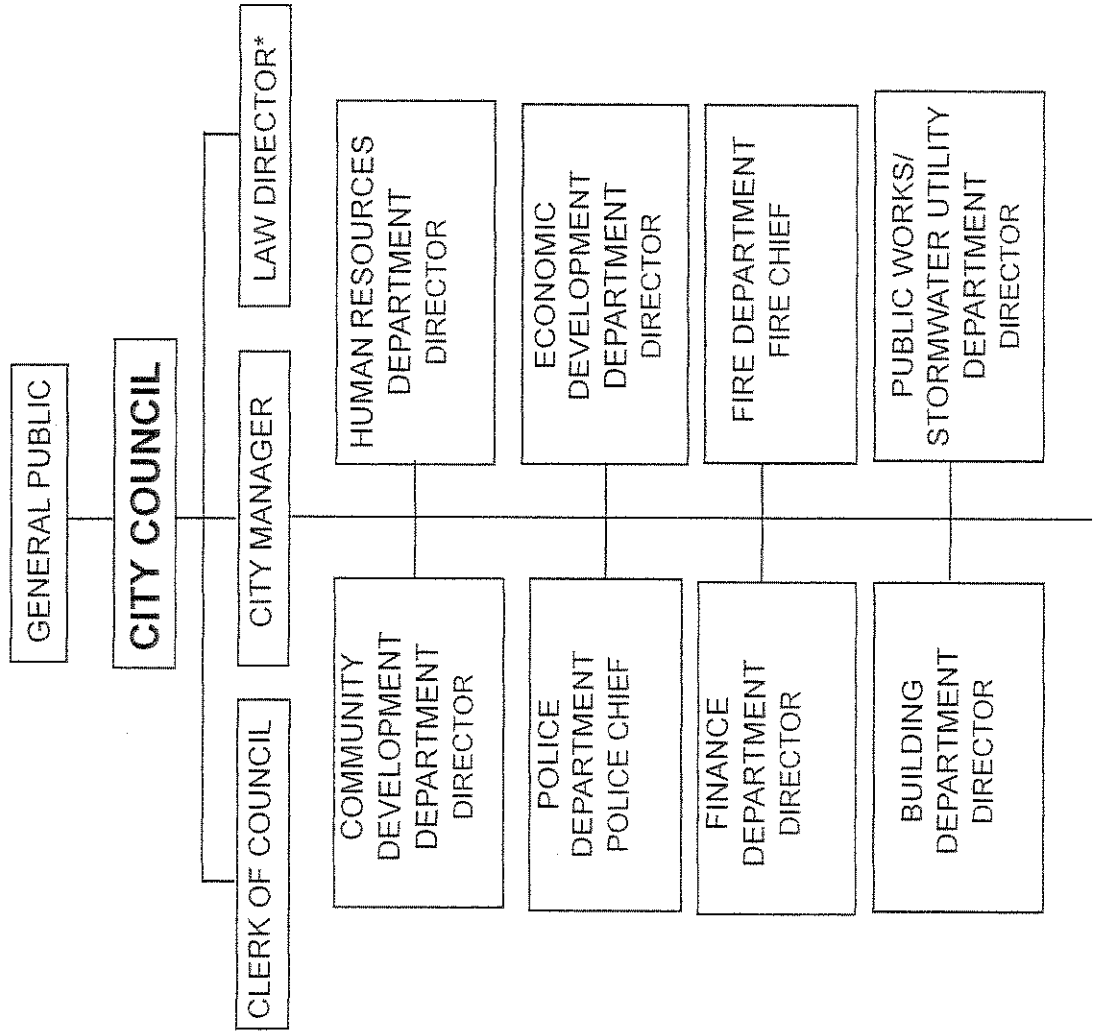 GENERAL PUBLIC
CITY COUNCIL
CLERK OF COUNCIL
CITY MANAGER
LAW DIRECTOR*
COMMUNITY
DEVELOPMENT
DEPARTMENT
DIRECTOR
HUMAN RESOURCES
DEPARTMENT
DIRECTOR
POLICE
DEPARTMENT
POLICE CHIEF
ECONOMIC
DEVELOPMENT
DEPARTMENT
DIRECTOR
FINANCE
DEPARTMENT
DIRECTOR
FIRE DEPARTMENT
FIRE CHIEF
BUILDING
DEPARTMENT
DIRECTOR
PUBLIC WORKS/
STORMWATER UTILITY
DEPARTMENT
DIRECTOR